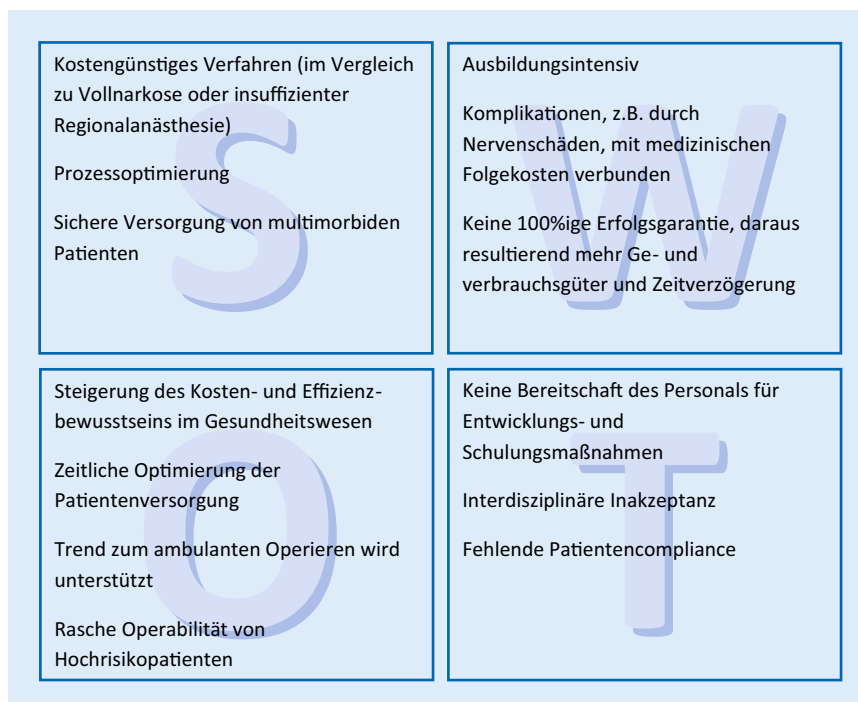 S
Kostengünstiges Verfahren (im Vergleich
zu Vollnarkose oder insuffizienter
Regionalanästhesie)
Prozessoptimierung
Sichere Versorgung von multimorbiden
Patienten
W
Ausbildungsintensiv
Komplikationen, z.B. durch
Nervenschäden, mit medizinischen
Folgekosten verbunden
Keine 100%ige Erfolgsgarantie, daraus
resultierend mehr Ge- und
verbrauchsgüter und Zeitverzögerung
O
Steigerung des Kosten- und Effizienz-
bewusstseins im Gesundheitswesen
Zeitliche Optimierung der
Patientenversorgung
Trend zum ambulanten Operieren wird
unterstützt
Rasche Operabilität von
Hochrisikopatienten
T
Keine Bereitschaft des Personals für
Entwicklungs- und
Schulungsmaßnahmen
Interdisziplinäre Inakzeptanz
Fehlende Patientencompliance